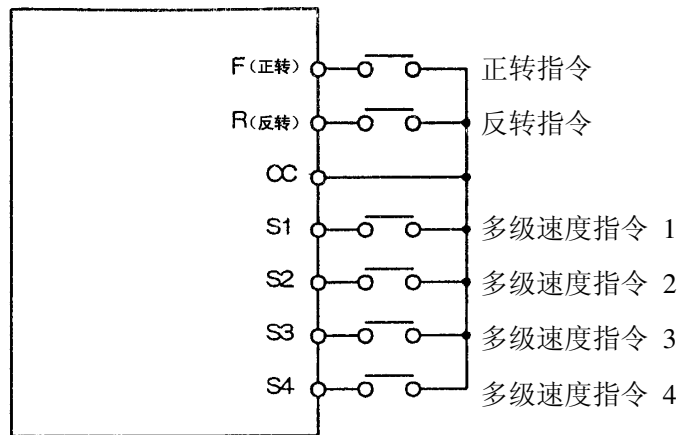 F(正转) 正转指令
R(反转) 反转指令
CC
S1 多级速度指令 1
S2 多级速度指令 2
S3 多级速度指令 3
S4 多级速度指令 4